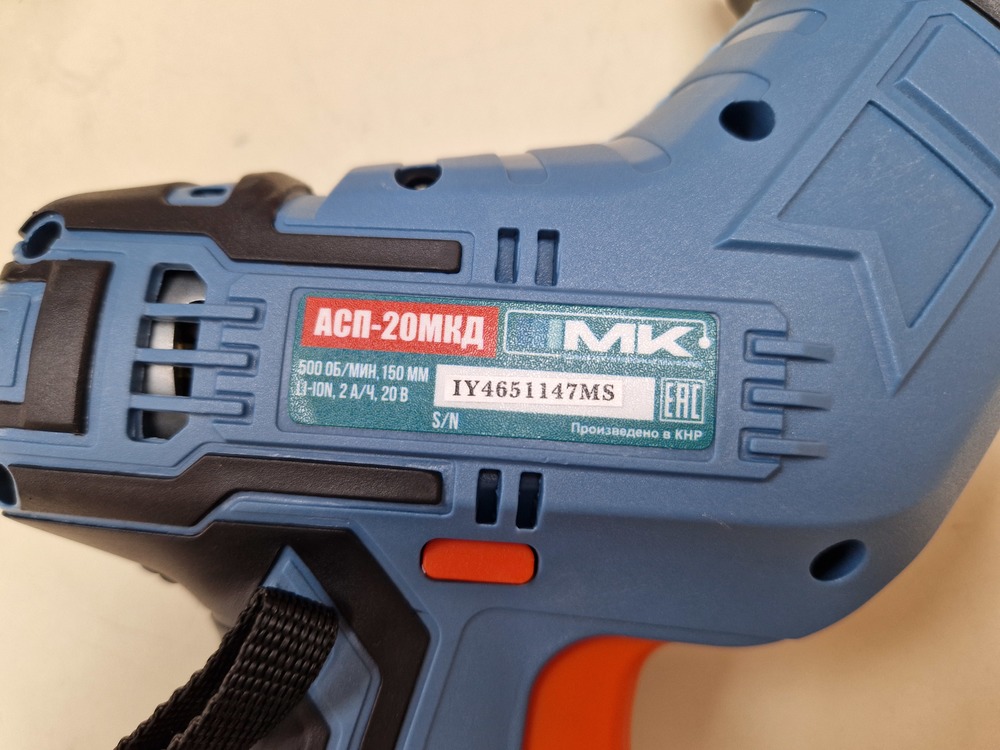 АСП-20МКД
МК
500 ОБ/МИН, 150 ММ
LI-ION, 2 А/Ч, 20 В
IY4651147MS
EAC
S/N
Произведено в КНР